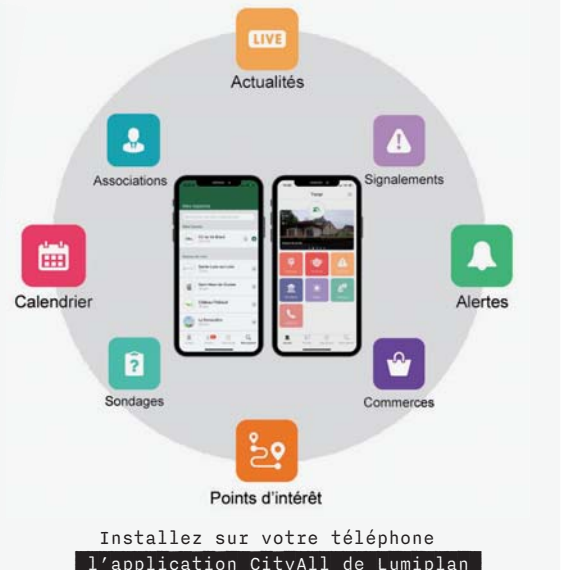 LIVE
Actualités
Associations
Signalements
Calendrier
Alertes
Sondages
Commerces
Points d'intérêt
Installez sur votre téléphone
l'application CityAll de Lumiplan